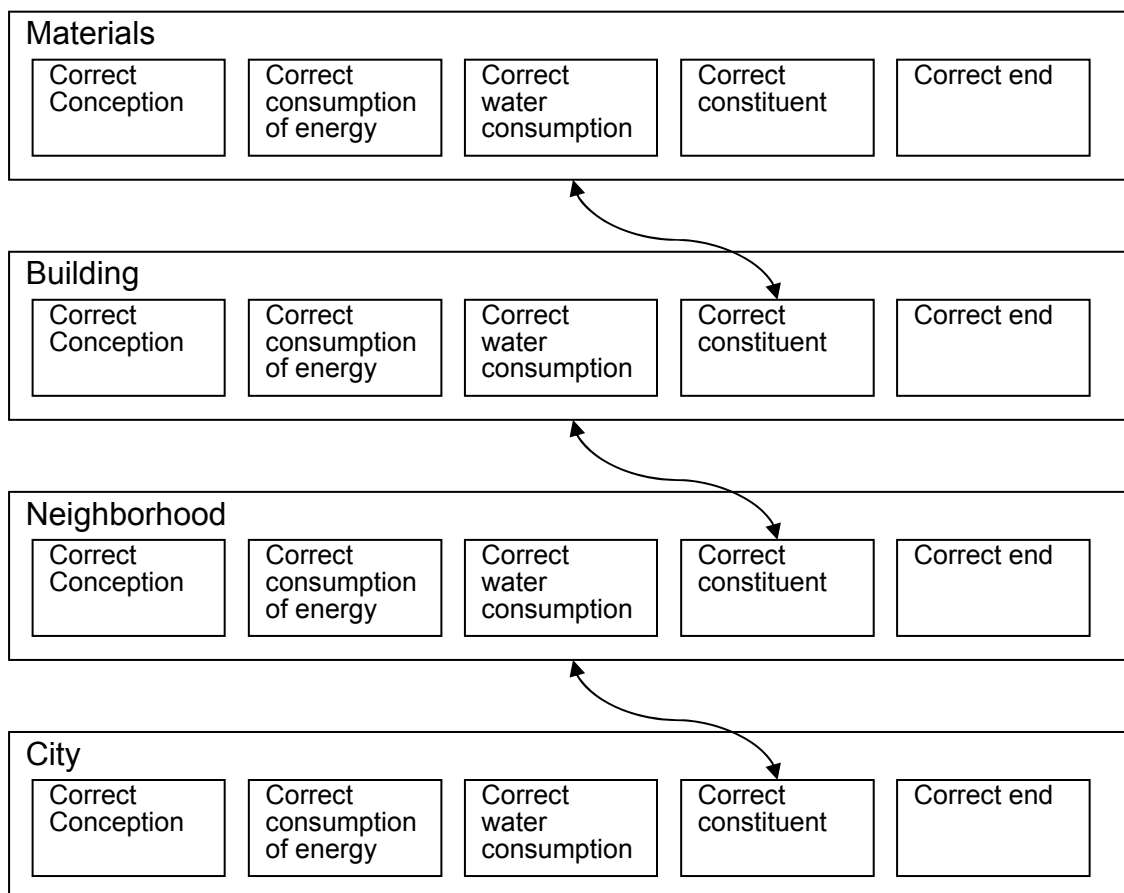 Materials
Correct
Conception
Correct
consumption
of energy
Correct
water
consumption
Correct
constituent
Correct end
Building
Correct
Conception
Correct
consumption
of energy
Correct
water
consumption
Correct
constituent
Correct end
Neighborhood
Correct
Conception
Correct
consumption
of energy
Correct
water
consumption
Correct
constituent
Correct end
City
Correct
Conception
Correct
consumption
of energy
Correct
water
consumption
Correct
constituent
Correct end